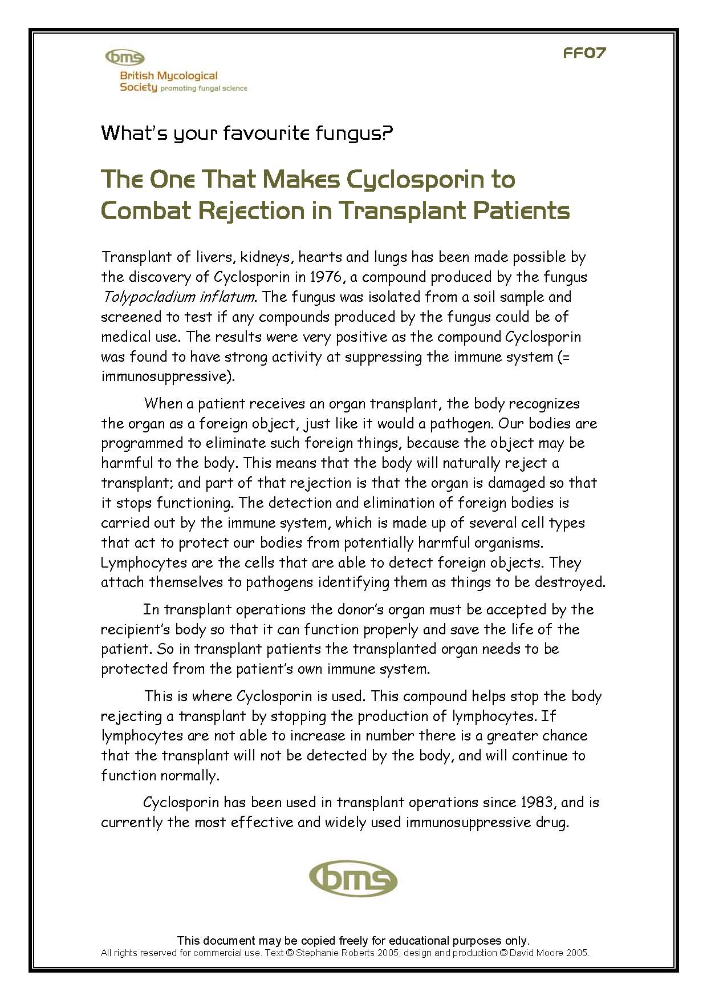 bms
FF07
British Mycological
Society promoting fungal science
What's your favourite fungus?
The One That Makes Cyclosporin to
Combat Rejection in Transplant Patients
Transplant of livers, kidneys, hearts and lungs has been made possible by
the discovery of Cyclosporin in 1976, a compound produced by the fungus
Tolypocladium inflatum. The fungus was isolated from a soil sample and
screened to test if any compounds produced by the fungus could be of
medical use. The results were very positive as the compound Cyclosporin
was found to have strong activity at suppressing the immune system (=
immunosuppressive).
When a patient receives an organ transplant, the body recognizes
the organ as a foreign object, just like it would a pathogen. Our bodies are
programmed to eliminate such foreign things, because the object may be
harmful to the body. This means that the body will naturally reject a
transplant; and part of that rejection is that the organ is damaged so that
it stops functioning. The detection and elimination of foreign bodies is
carried out by the immune system, which is made up of several cell types
that act to protect our bodies from potentially harmful organisms.
Lymphocytes are the cells that are able to detect foreign objects. They
attach themselves to pathogens identifying them as things to be destroyed.
In transplant operations the donor's organ must be accepted by the
recipient's body so that it can function properly and save the life of the
patient. So in transplant patients the transplanted organ needs to be
protected from the patient's own immune system.
This is where Cyclosporin is used. This compound helps stop the body
rejecting a transplant by stopping the production of lymphocytes. If
lymphocytes are not able to increase in number there is a greater chance
that the transplant will not be detected by the body, and will continue to
function normally.
Cyclosporin has been used in transplant operations since 1983, and is
currently the most effective and widely used immunosuppressive drug.
bms
This document may be copied freely for educational purposes only.
All rights reserved for commercial use. Text © Stephanie Roberts 2005; design and production © David Moore 2005.